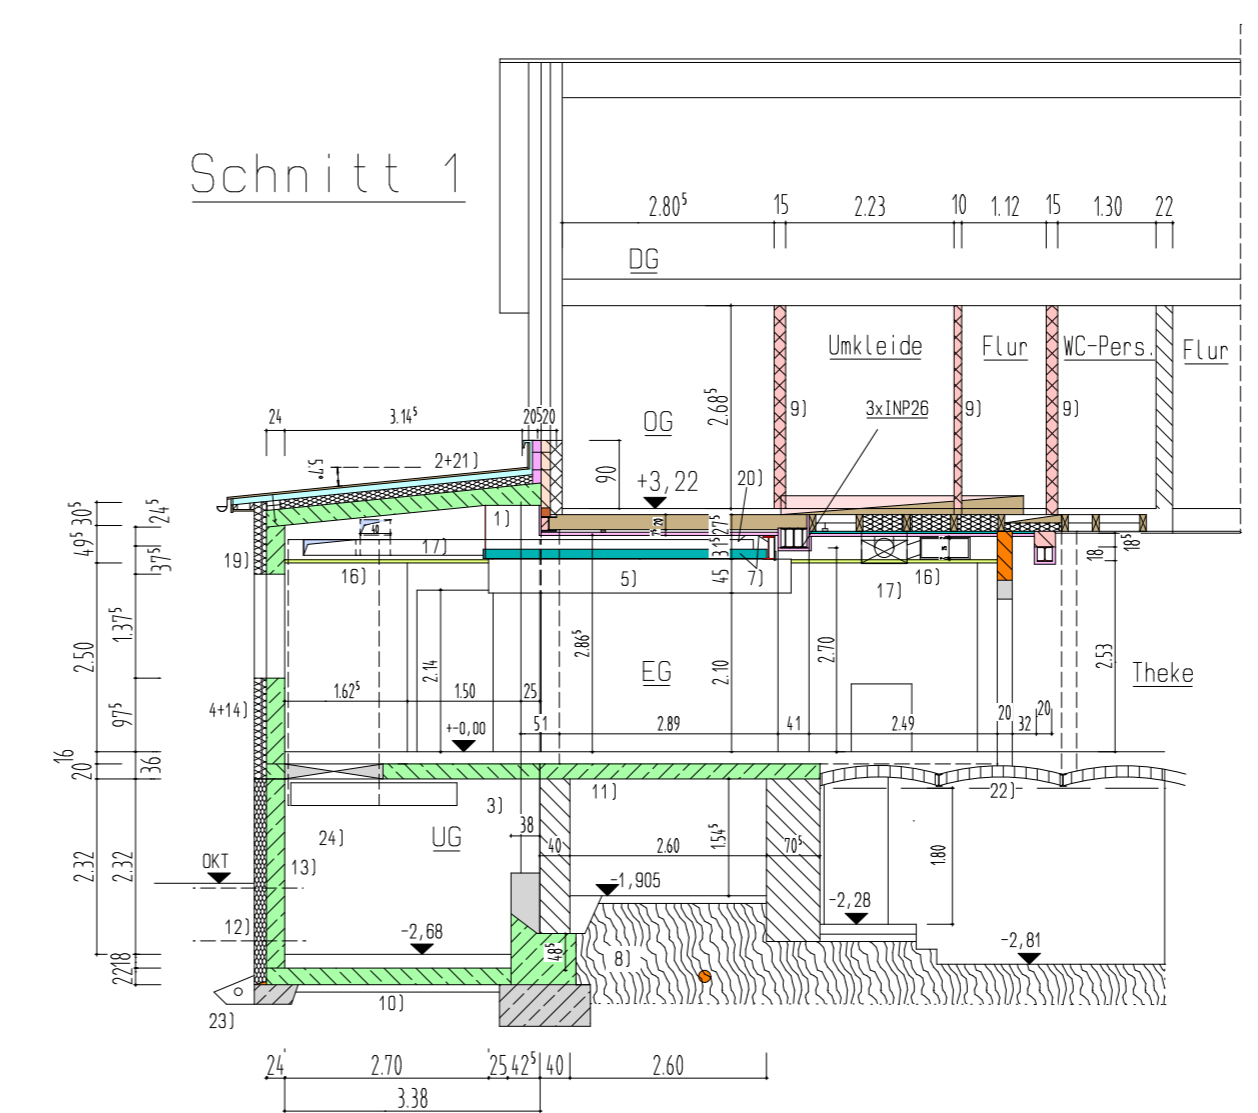 Schnitt 1
2.80⁵ 15 2.23 10 1.12 15 1.30 22
DG
Umkleide Flur WC-Pers. Flur
2.68⁵
9) 3xINP26 9) 9)
24 3.14⁵ 20⁵ 20
OG
5.7° 2+21)
90
+3,22
20)
30⁵ 24⁵
1)
7⁵ 20 27⁵
40
49⁵ 37⁵
19) 17) 31⁵ 18 18⁵
16) 5) 45 7) 17) 16)
1.37⁵
2.50
2.14 2.86⁵ 2.10 2.70 2.53
EG
Theke
4+14)
1.62⁵ 1.50 25
97⁵
+-0,00
51 2.89 41 2.49 20 32 20
16
20 36
3) 11) 22)
24) UG 38
40 2.60 70⁵
1.54⁵ 1.80
2.32 2.32
OKT
13)
-1,905
-2,28
12)
-2,68
-2,81
48⁵
8)
18
22
23) 10)
24 2.70 25 42⁵ 40 2.60
3.38